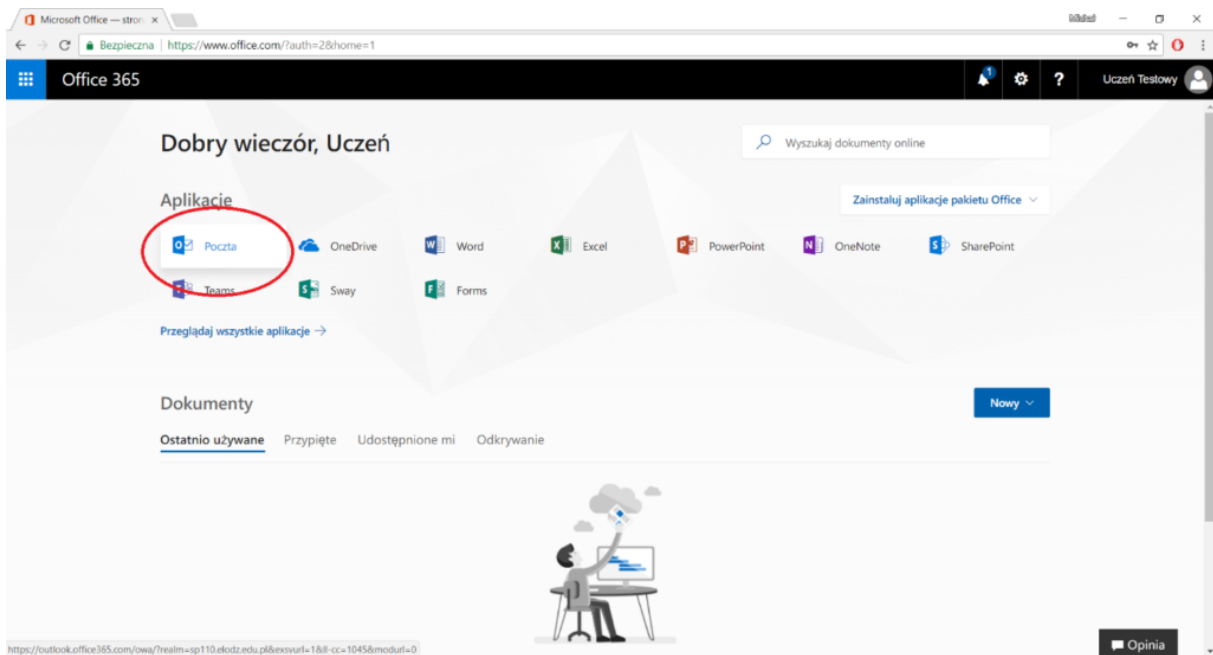 Microsoft Office — stron
Michał
Bezpieczna | https://www.office.com/?auth=2&home=1
Office 365
1
?
Uczeń Testowy
Dobry wieczór, Uczeń
Wyszukaj dokumenty online
Aplikacje
Zainstaluj aplikacje pakietu Office
Poczta OneDrive Word Excel PowerPoint OneNote SharePoint
Teams Sway Forms
Przeglądaj wszystkie aplikacje →
Dokumenty
Nowy
Ostatnio używane Przypięte Udostępnione mi Odkrywanie
https://outlook.office365.com/owa/?realm=sp110.elodz.edu.pl&exsvurl=1&ll-cc=1045&modurl=0
Opinia